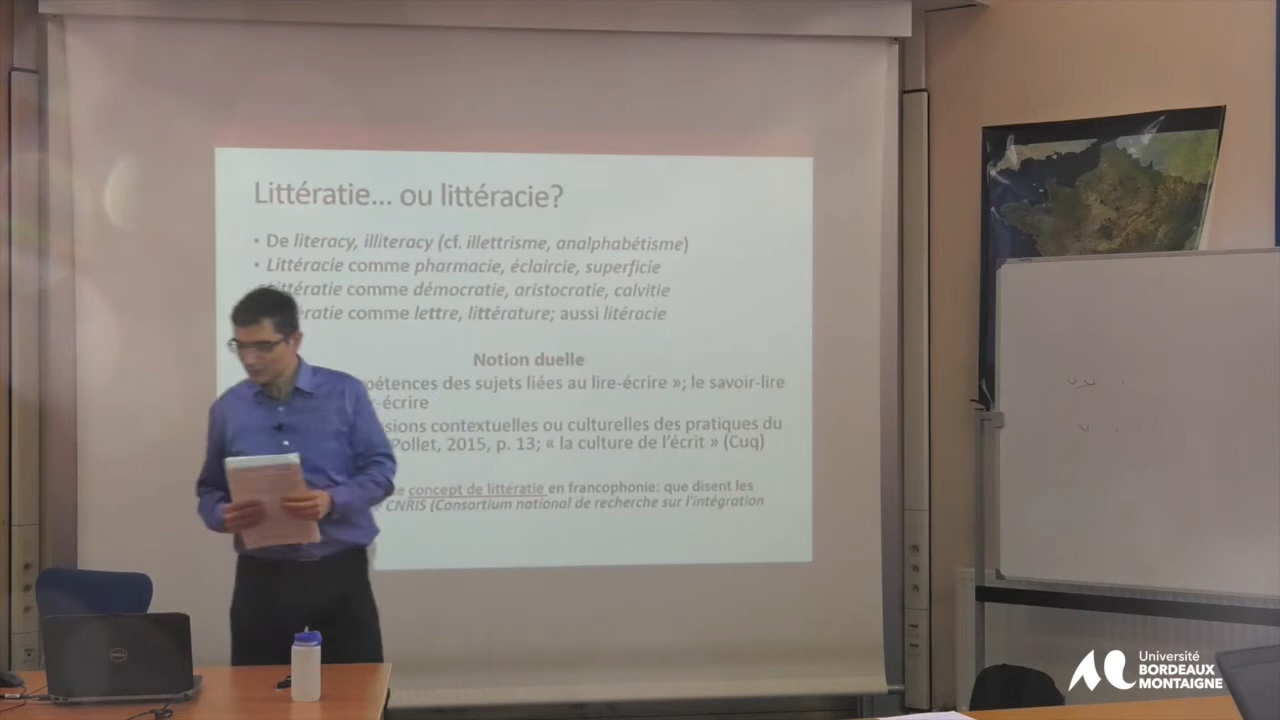 Littératie... ou littéracie?
• De literacy, illiteracy (cf. illettrisme, analphabétisme)
• Littéracie comme pharmacie, éclaircie, superficie
ittératie comme démocratie, aristocratie, calvitie
ératie comme lettre, littérature; aussi litéracie
Notion duelle
pétences des sujets liées au lire-écrire »; le savoir-lire
-écrire
sions contextuelles ou culturelles des pratiques du
Pollet, 2015, p. 13; « la culture de l'écrit » (Cuq)
concept de littératie en francophonie: que disent les
CNRIS (Consortium national de recherche sur l'intégration
DELL
Université
BORDEAUX
MONTAIGNE